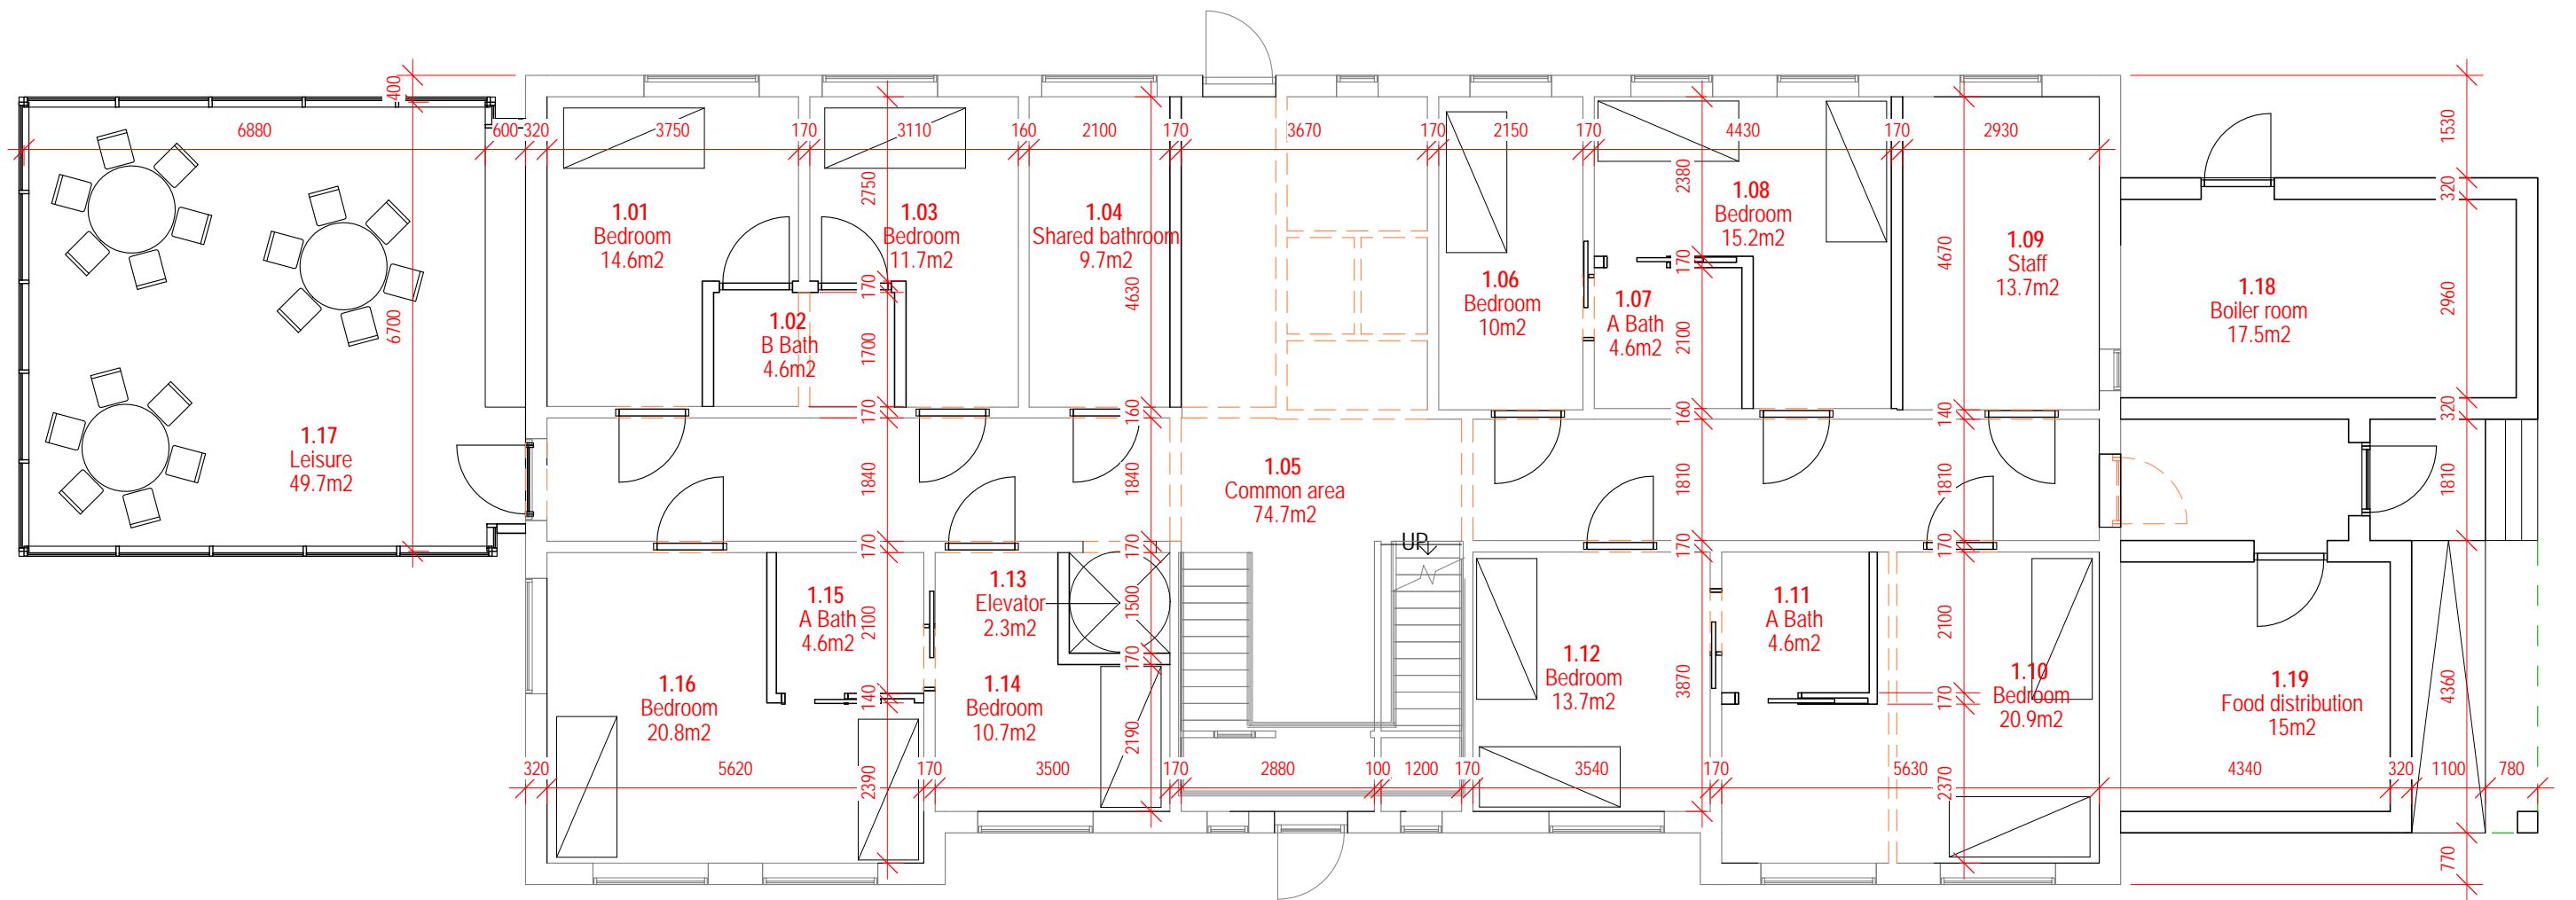 400
6880
600
320
3750
170
3110
160
2100
170
3670
170
2150
170
4430
170
2930
1530
320
2750
2380
4670
4630
1.01
Bedroom
14.6m2
1.03
Bedroom
11.7m2
1.04
Shared bathroom
9.7m2
1.08
Bedroom
15.2m2
1.09
Staff
13.7m2
170
170
1.06
Bedroom
10m2
1.07
A Bath
4.6m2
2100
1.18
Boiler room
17.5m2
2960
6700
1.02
B Bath
4.6m2
1700
170
160
160
140
320
1.17
Leisure
49.7m2
1840
1840
1.05
Common area
74.7m2
1810
1810
1810
UP
170
170
170
1.15
A Bath
4.6m2
2100
1.13
Elevator
2.3m2
1500
170
1.11
A Bath
4.6m2
2100
1.16
Bedroom
20.8m2
140
1.14
Bedroom
10.7m2
2190
1.12
Bedroom
13.7m2
3870
1.10
Bedroom
20.9m2
170
1.19
Food distribution
15m2
4360
320
5620
170
3500
170
2880
100
1200
170
3540
170
5630
4340
320
1100
780
2390
2370
770